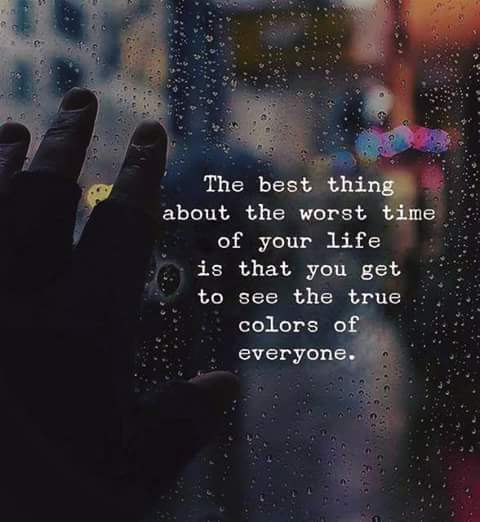 The best thing
about the worst time
of your life
is that you get
to see the true
colors of
everyone.